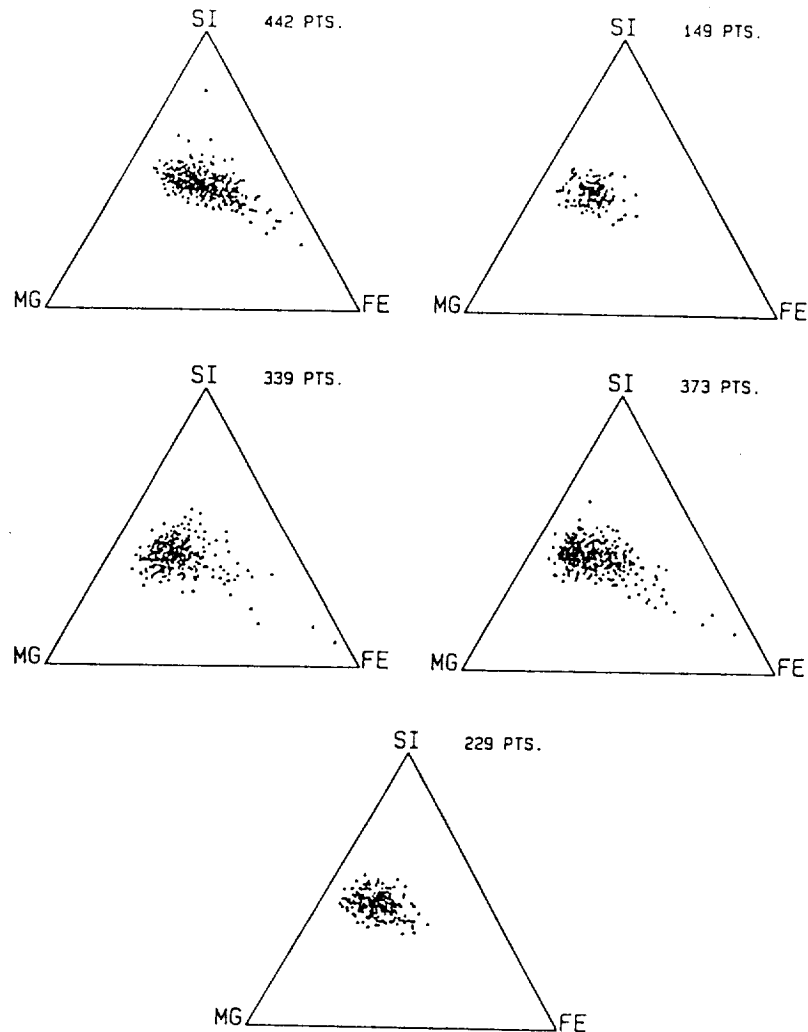 SI 442 PTS.
MG FE
SI 149 PTS.
MG FE
SI 339 PTS.
MG FE
SI 373 PTS.
MG FE
SI 229 PTS.
MG FE